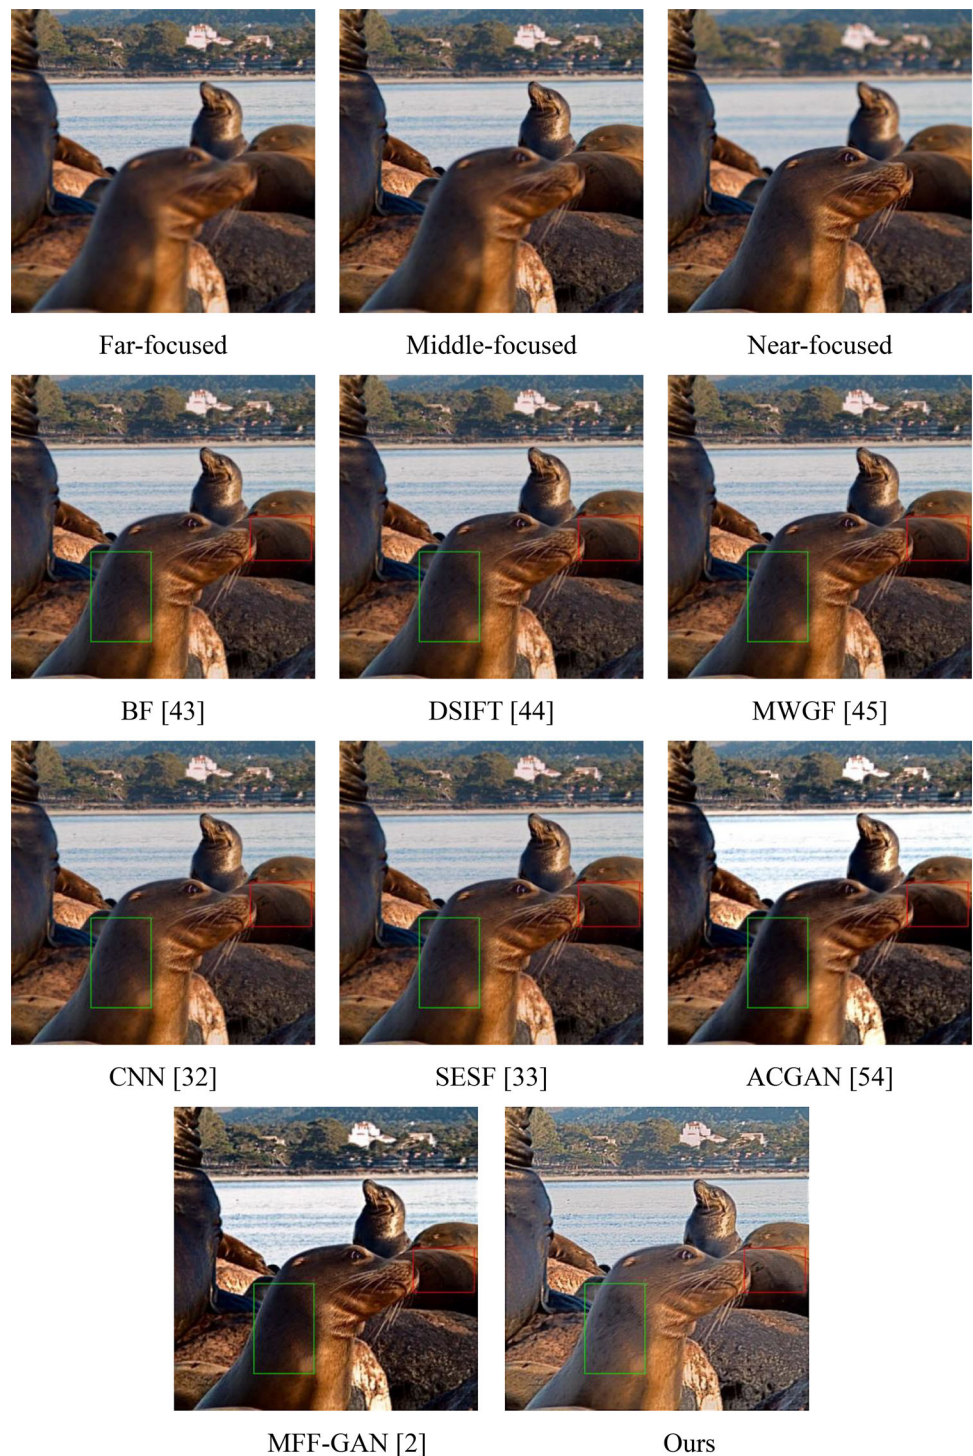 Far-focused
Middle-focused
Near-focused
BF [43]
DSIFT [44]
MWGF [45]
CNN [32]
SESF [33]
ACGAN [54]
MFF-GAN [2]
Ours